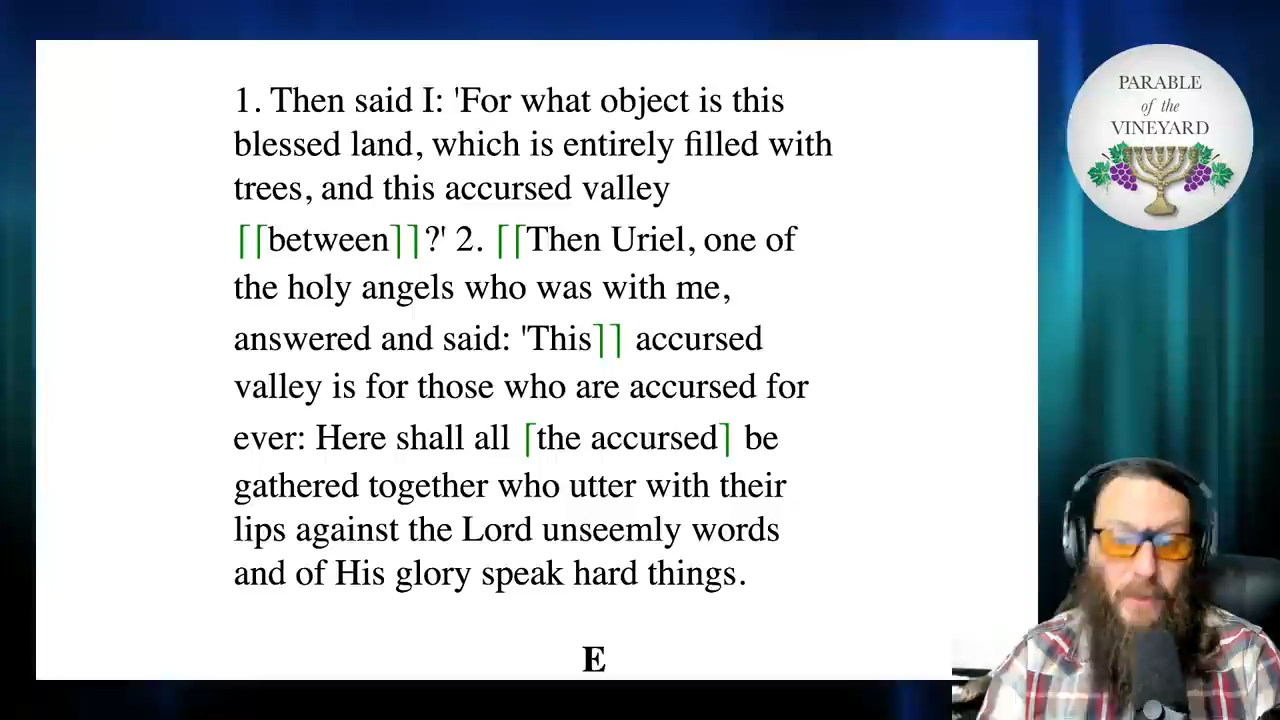 1. Then said I: 'For what object is this
blessed land, which is entirely filled with
trees, and this accursed valley
⌈⌈between⌉⌉?' 2. ⌈⌈Then Uriel, one of
the holy angels who was with me,
answered and said: 'This⌉⌉ accursed
valley is for those who are accursed for
ever: Here shall all ⌈the accursed⌉ be
gathered together who utter with their
lips against the Lord unseemly words
and of His glory speak hard things.
E
PARABLE
of the
VINEYARD